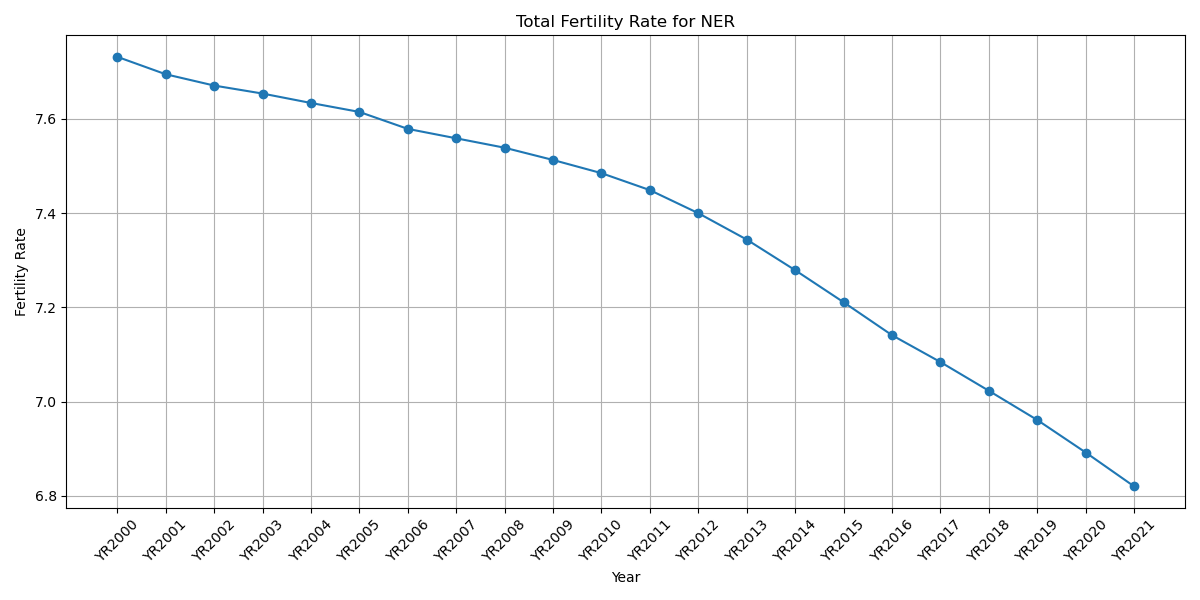 Total Fertility Rate for NER
Fertility Rate
7.6
7.4
7.2
7.0
6.8
YR2000
YR2001
YR2002
YR2003
YR2004
YR2005
YR2006
YR2007
YR2008
YR2009
YR2010
YR2011
YR2012
YR2013
YR2014
YR2015
YR2016
YR2017
YR2018
YR2019
YR2020
YR2021
Year